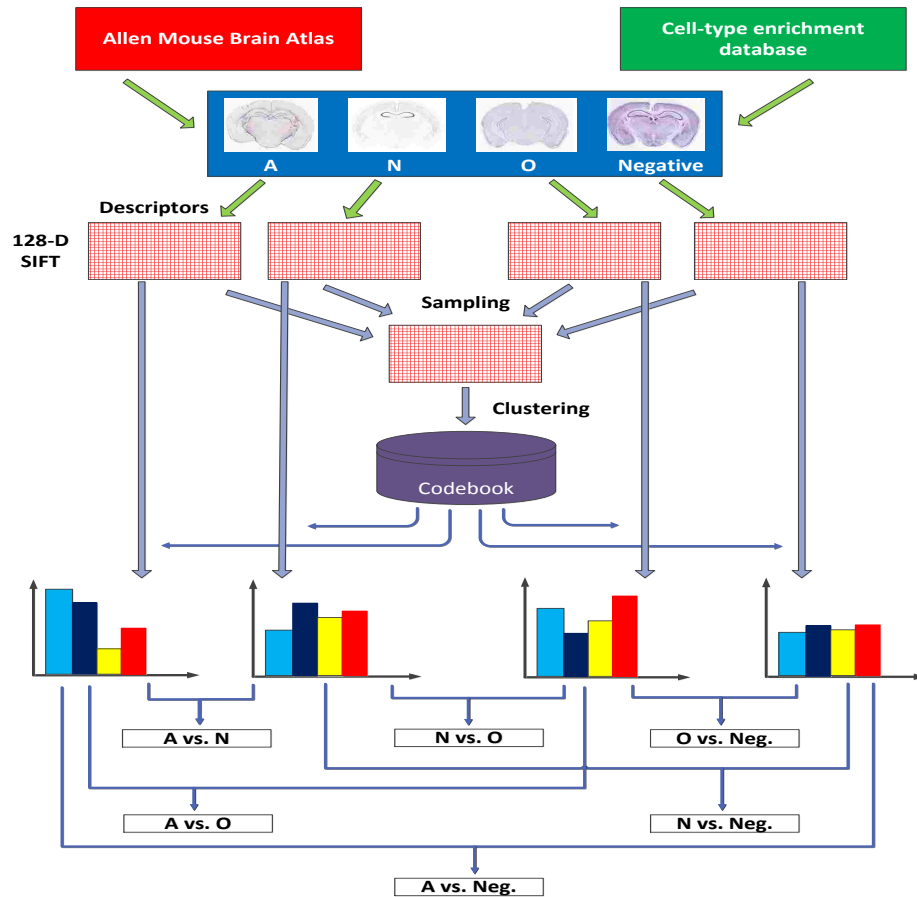 Allen Mouse Brain Atlas
Cell-type enrichment
database
A
N
O
Negative
Descriptors
128-D
SIFT
Sampling
Clustering
Codebook
A vs. N
N vs. O
O vs. Neg.
A vs. O
N vs. Neg.
A vs. Neg.